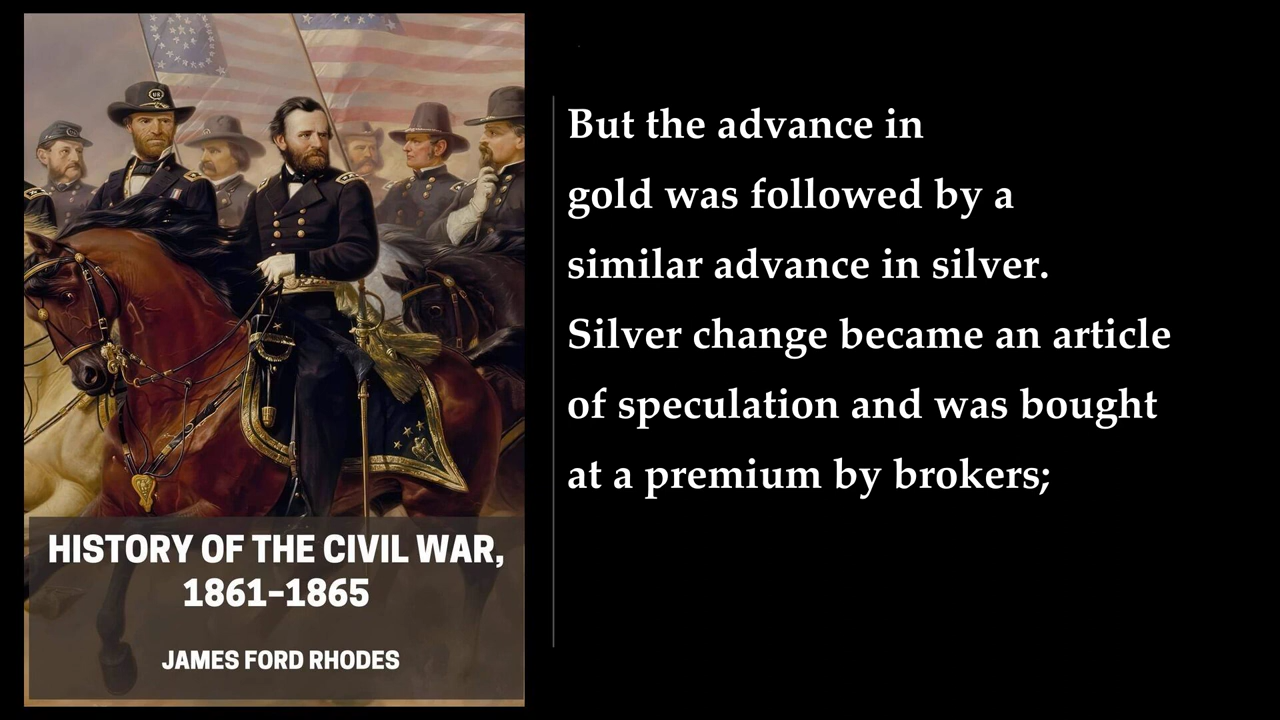 HISTORY OF THE CIVIL WAR,
1861–1865
JAMES FORD RHODES
But the advance in
gold was followed by a
similar advance in silver.
Silver change became an article
of speculation and was bought
at a premium by brokers;